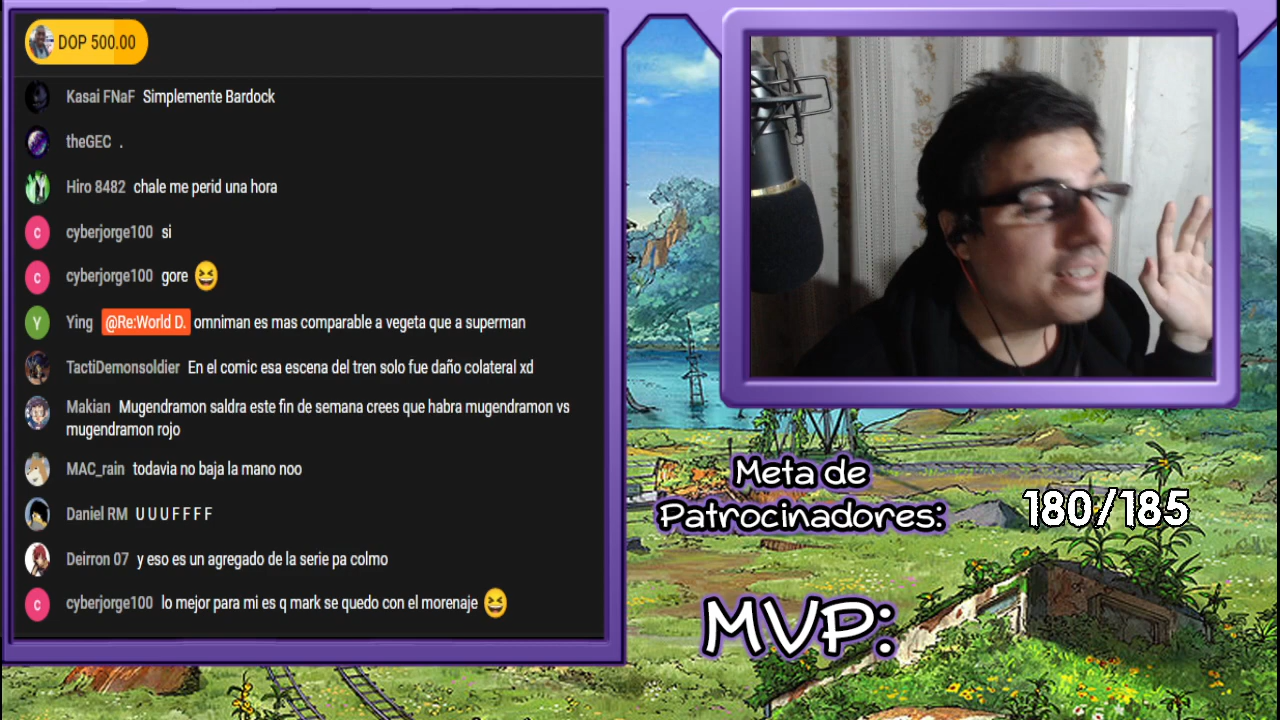 DOP 500.00
Kasai FNaF Simplemente Bardock
theGEC .
Hiro 8482 chale me perid una hora
C cyberjorge100 si
C cyberjorge100 gore 😆
Y Ying @Re:World D. omniman es mas comparable a vegeta que a superman
TactiDemonsoldier En el comic esa escena del tren solo fue daño colateral xd
Makian Mugendramon saldra este fin de semana crees que habra mugendramon vs
mugendramon rojo
MAC_rain todavia no baja la mano noo
Daniel RM U U U F F F F
Deirron 07 y eso es un agregado de la serie pa colmo
C cyberjorge100 lo mejor para mi es q mark se quedo con el morenaje 😆
Meta de
Patrocinadores: 180/185
MVP: